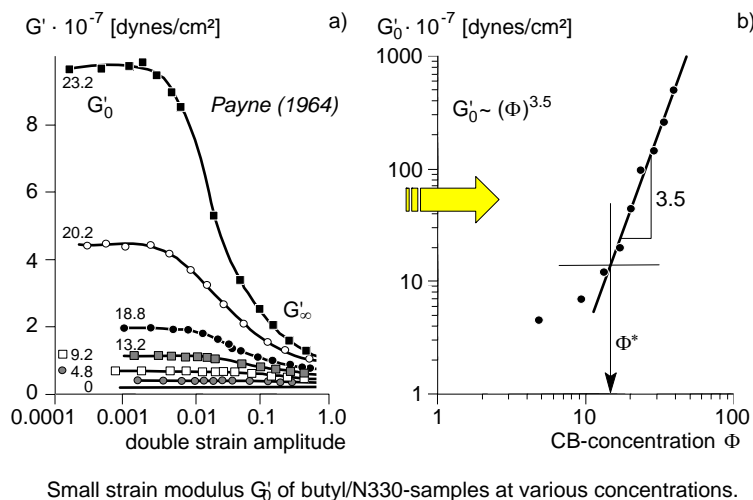 G' · 10⁻⁷ [dynes/cm²]
a)
8
6
4
2
0
23.2
G'₀
Payne (1964)
20.2
G'∞
18.8
13.2
9.2
4.8
0
0.0001
0.01
0.1
1.0
double strain amplitude
G'₀ · 10⁻⁷ [dynes/cm²]
b)
1000
100
10
1
G'₀ ~ (Φ)³·⁵
3.5
Φ*
1
10
100
CB-concentration Φ
Small strain modulus G'₀ of butyl/N330-samples at various concentrations.